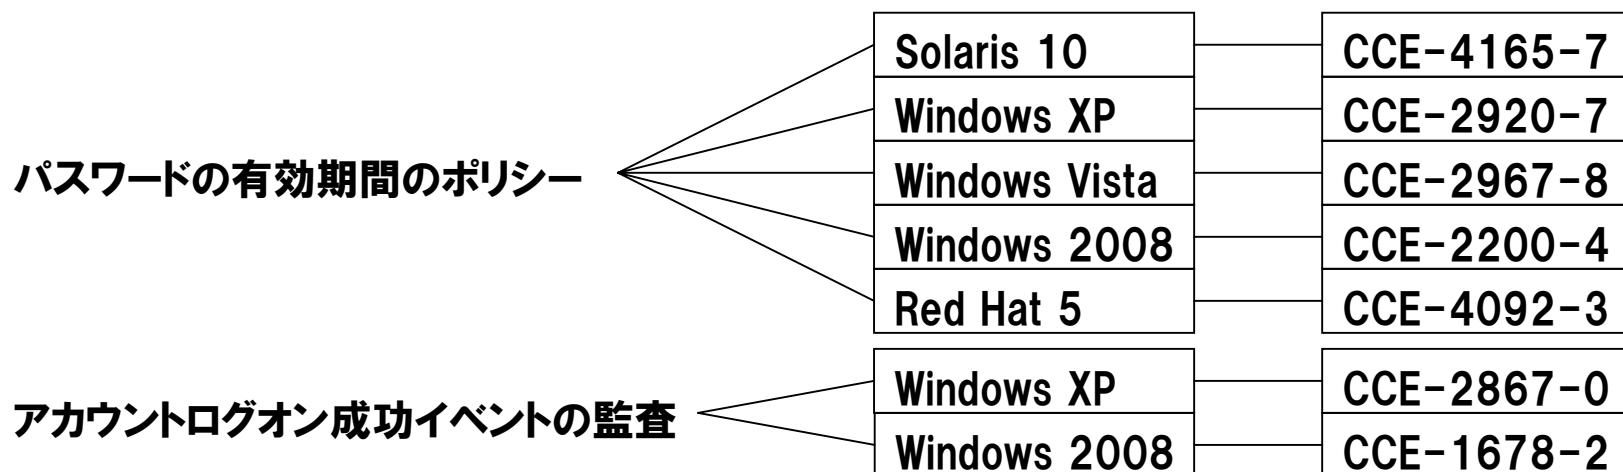 Solaris 10 CCE-4165-7
Windows XP CCE-2920-7
パスワードの有効期間のポリシー Windows Vista CCE-2967-8
Windows 2008 CCE-2200-4
Red Hat 5 CCE-4092-3
Windows XP CCE-2867-0
アカウントログオン成功イベントの監査
Windows 2008 CCE-1678-2